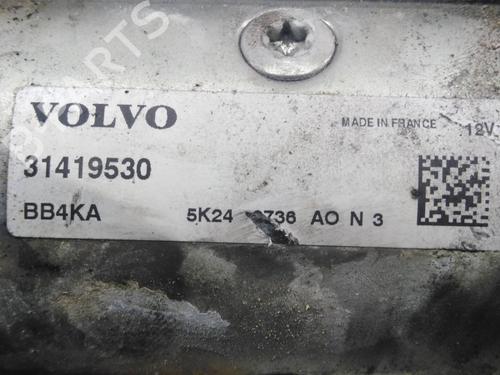 VOLVO
MADE IN FRANCE 12V
31419530
BB4KA 5K24 AO N 3